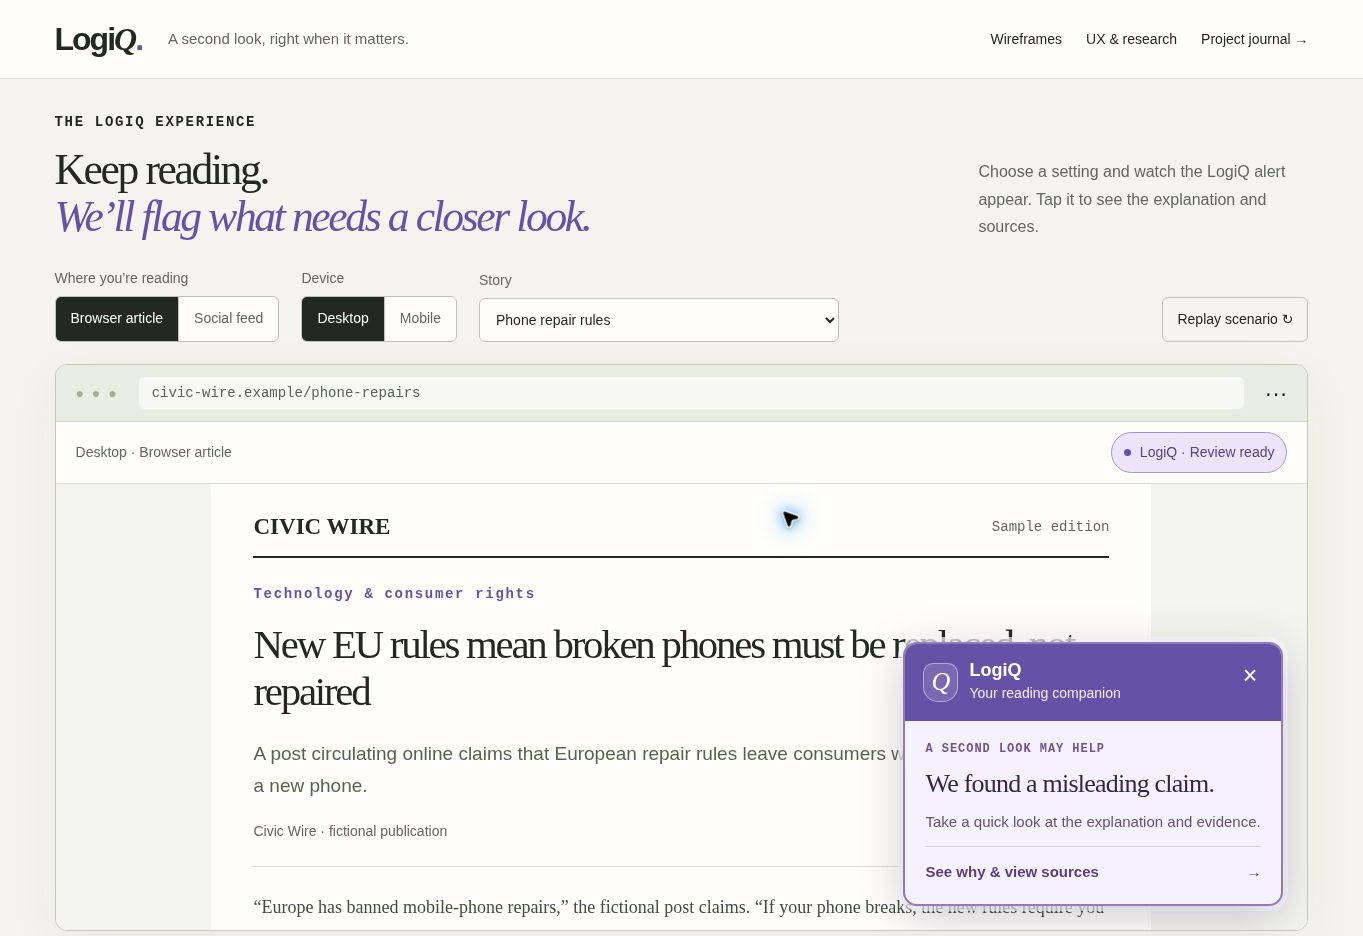 LogiQ.
A second look, right when it matters.
Wireframes
UX & research
Project journal →
THE LOGIQ EXPERIENCE
Keep reading.
We’ll flag what needs a closer look.
Choose a setting and watch the LogiQ alert
appear. Tap it to see the explanation and
sources.
Where you’re reading
Browser article
Social feed
Device
Desktop
Mobile
Story
Phone repair rules
Replay scenario ↻
civic-wire.example/phone-repairs
Desktop · Browser article
LogiQ · Review ready
CIVIC WIRE
Sample edition
Technology & consumer rights
New EU rules mean broken phones must be replaced, not
repaired
A post circulating online claims that European repair rules leave consumers
a new phone.
Civic Wire · fictional publication
“Europe has banned mobile-phone repairs,” the fictional post claims. “If your phone breaks, the new rules require you
Q
LogiQ
Your reading companion
✕
A SECOND LOOK MAY HELP
We found a misleading claim.
Take a quick look at the explanation and evidence.
See why & view sources →